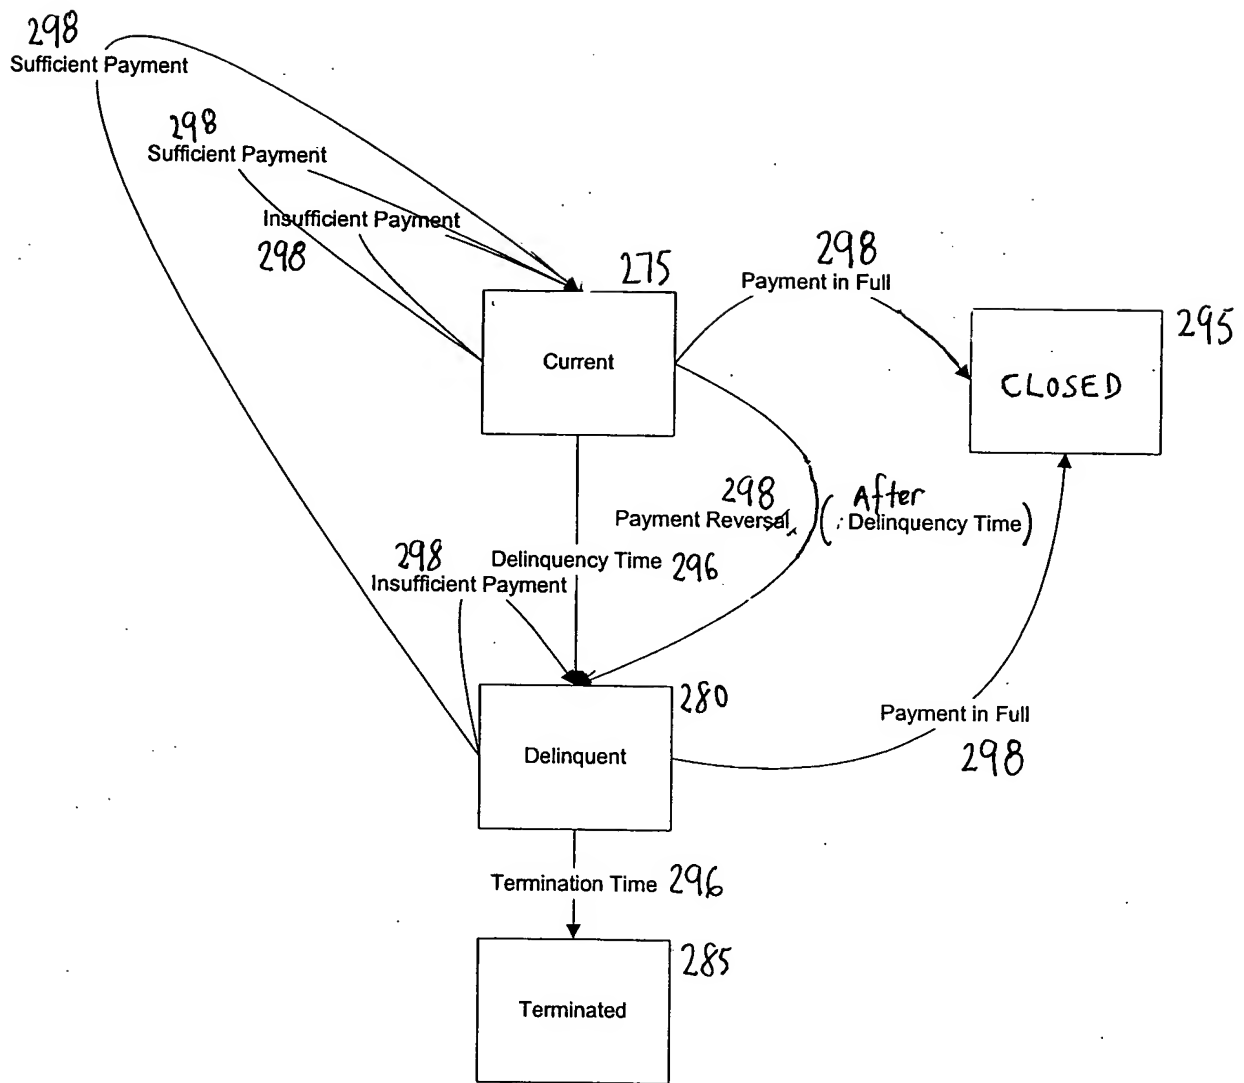 298
Sufficient Payment
298
Sufficient Payment
Insufficient Payment
298
275
Current
298
Payment in Full
295
CLOSED
298
Payment Reversal
(After
Delinquency Time)
298
Insufficient Payment
Delinquency Time 296
280
Delinquent
Payment in Full
298
Termination Time 296
285
Terminated